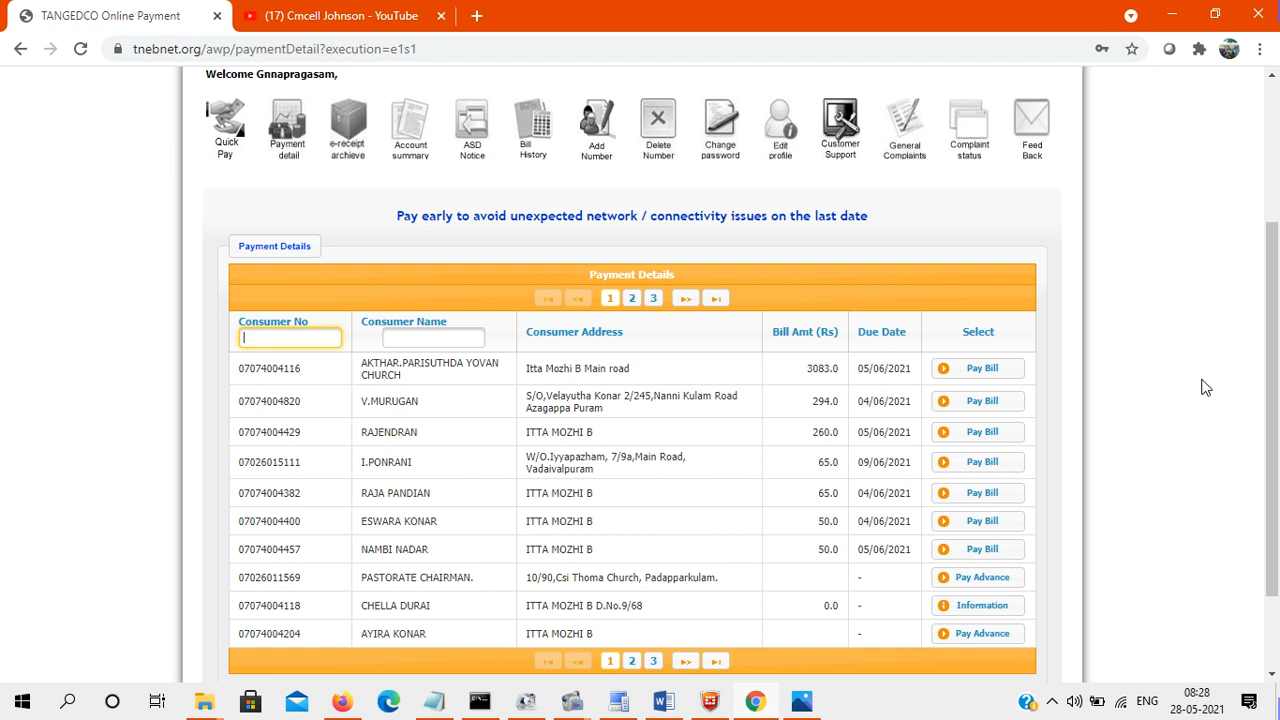 TANGEDCO Online Payment
(17) Cmcell Johnson - YouTube
tnebnet.org/awp/paymentDetail?execution=e1s1
Welcome Gnnapragasam,
Quick Pay
Payment detail
e-receipt archieve
Account summary
ASD Notice
Bill History
Add Number
Delete Number
Change password
Edit profile
Customer Support
General Complaints
Complaint status
Feed Back
Pay early to avoid unexpected network / connectivity issues on the last date
Payment Details
Payment Details
1 2 3
Consumer No Consumer Name Consumer Address Bill Amt (Rs) Due Date Select
07074004116 AKTHAR.PARISUTHDA YOVAN CHURCH Itta Mozhi B Main road 3083.0 05/06/2021 Pay Bill
07074004820 V.MURUGAN S/O,Velayutha Konar 2/245,Nanni Kulam Road Azagappa Puram 294.0 04/06/2021 Pay Bill
07074004429 RAJENDRAN ITTA MOZHI B 260.0 05/06/2021 Pay Bill
07026015111 I.PONRANI W/O.Iyyapazham, 7/9a,Main Road, Vadaivalpuram 65.0 09/06/2021 Pay Bill
07074004382 RAJA PANDIAN ITTA MOZHI B 65.0 04/06/2021 Pay Bill
07074004400 ESWARA KONAR ITTA MOZHI B 50.0 04/06/2021 Pay Bill
07074004457 NAMBI NADAR ITTA MOZHI B 50.0 05/06/2021 Pay Bill
07026011569 PASTORATE CHAIRMAN. 10/90,Csi Thoma Church, Padapparkulam. - Pay Advance
07074004118 CHELLA DURAI ITTA MOZHI B D.No.9/68 0.0 - Information
07074004204 AYIRA KONAR ITTA MOZHI B - Pay Advance
1 2 3
ENG
08:28
28-05-2021